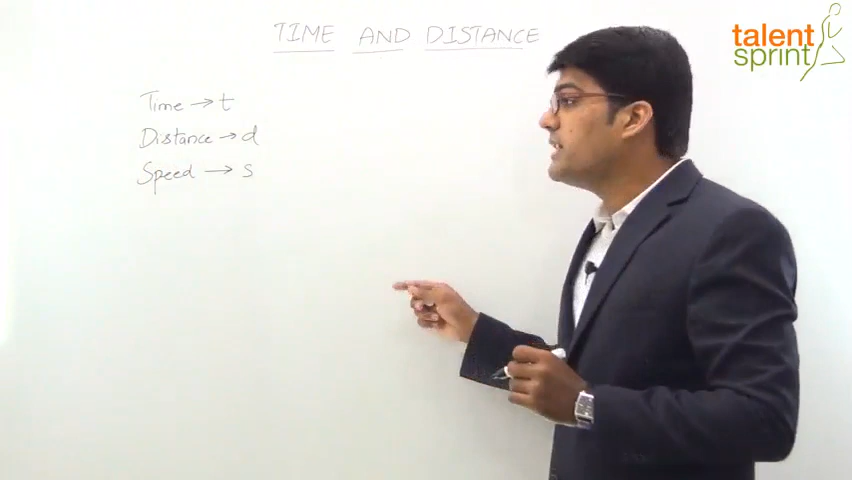 TIME AND DISTANCE
talent
sprint
Time → t
Distance → d
Speed → s